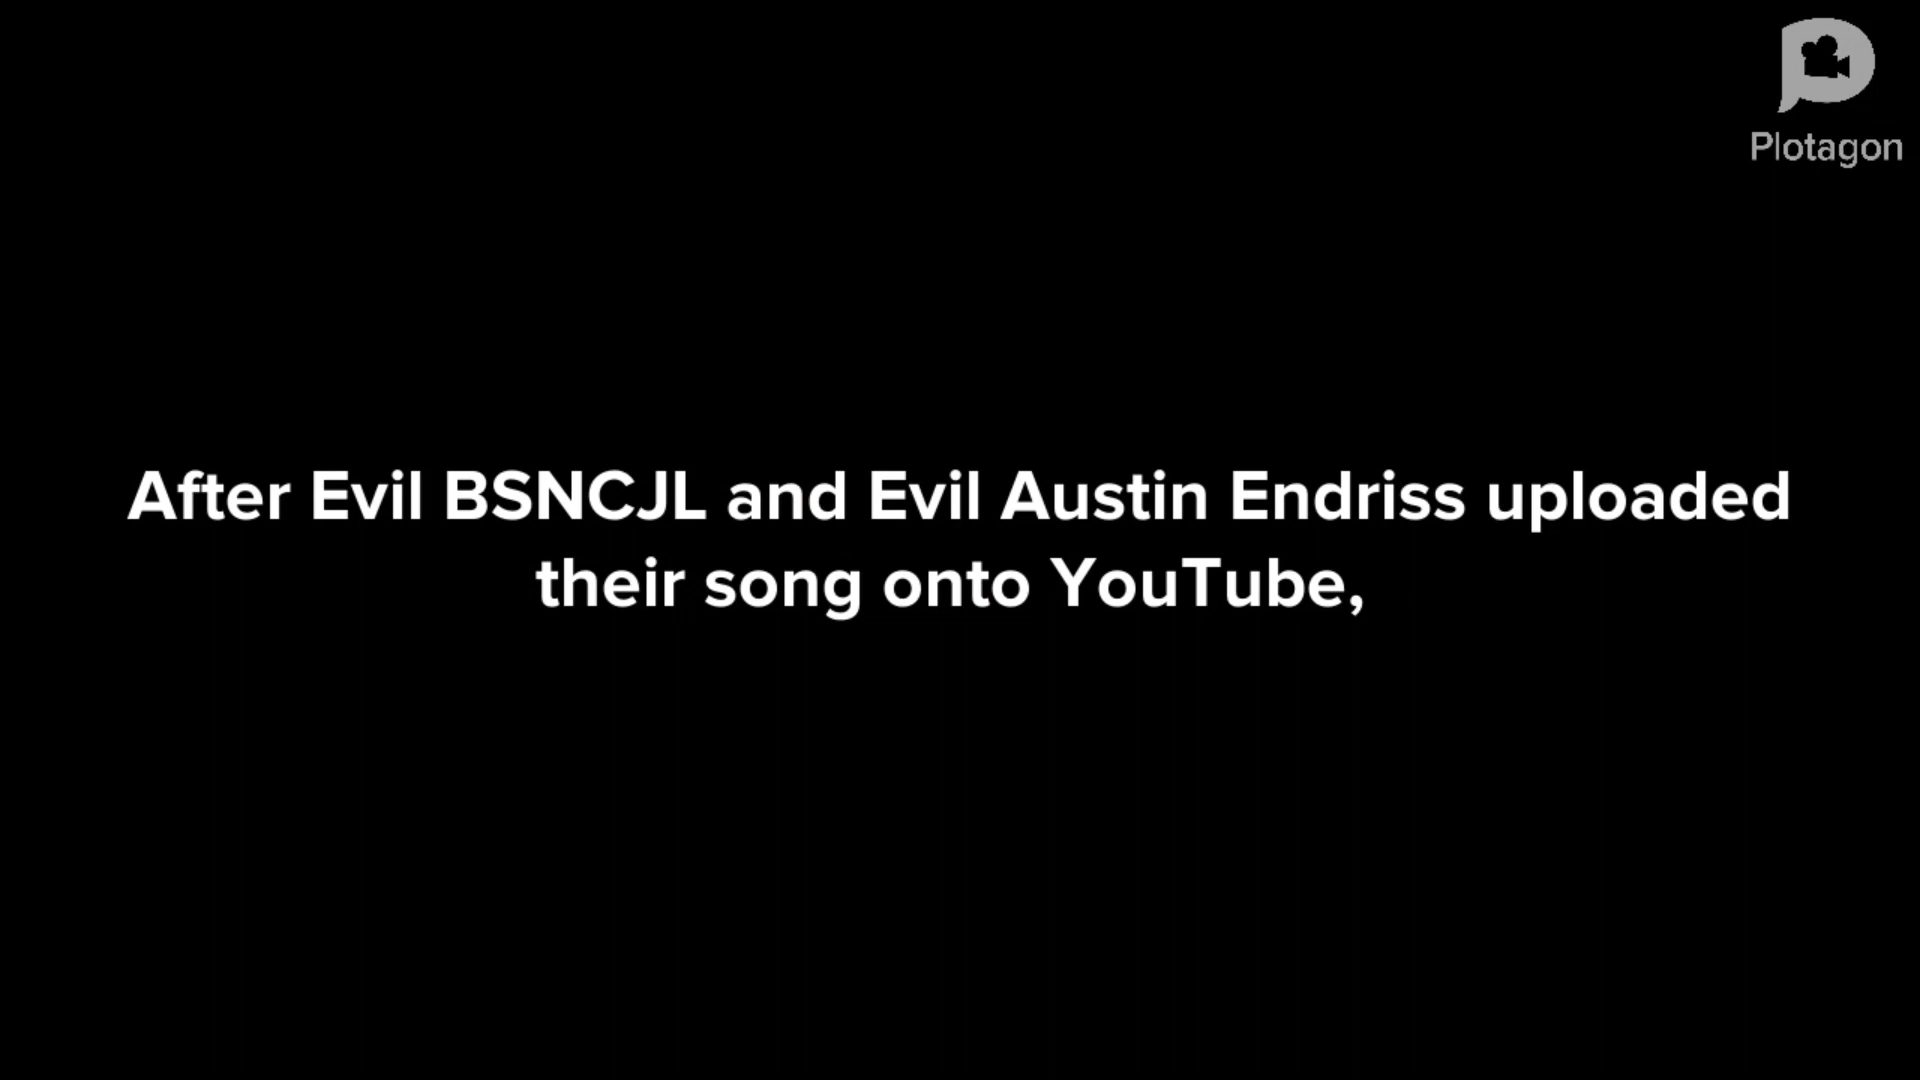 Plotagon
After Evil BSNCJL and Evil Austin Endriss uploaded
their song onto YouTube,